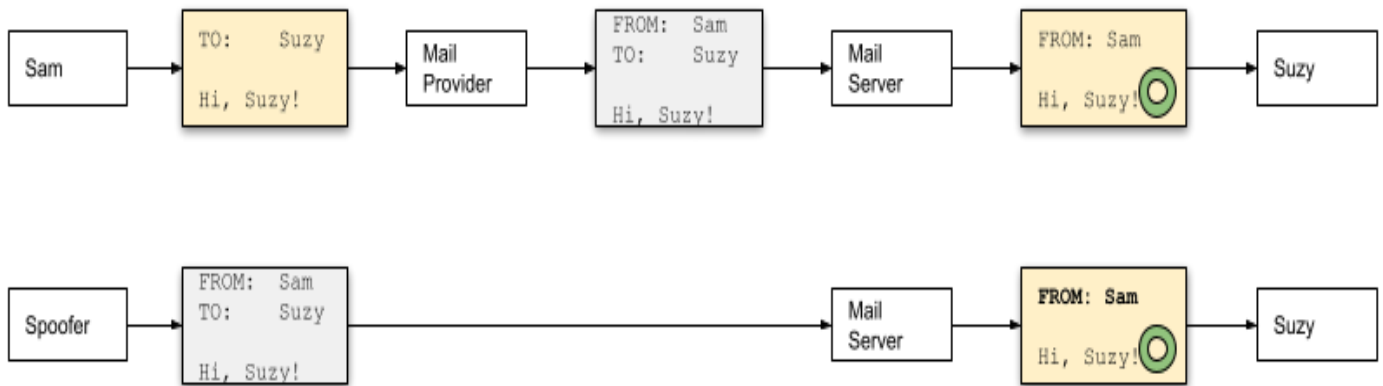 Sam
TO: Suzy
Hi, Suzy!
Mail
Provider
FROM: Sam
TO: Suzy
Hi, Suzy!
Mail
Server
FROM: Sam
Hi, Suzy!
Suzy
Spoofer
FROM: Sam
TO: Suzy
Hi, Suzy!
Mail
Server
FROM: Sam
Hi, Suzy!
Suzy